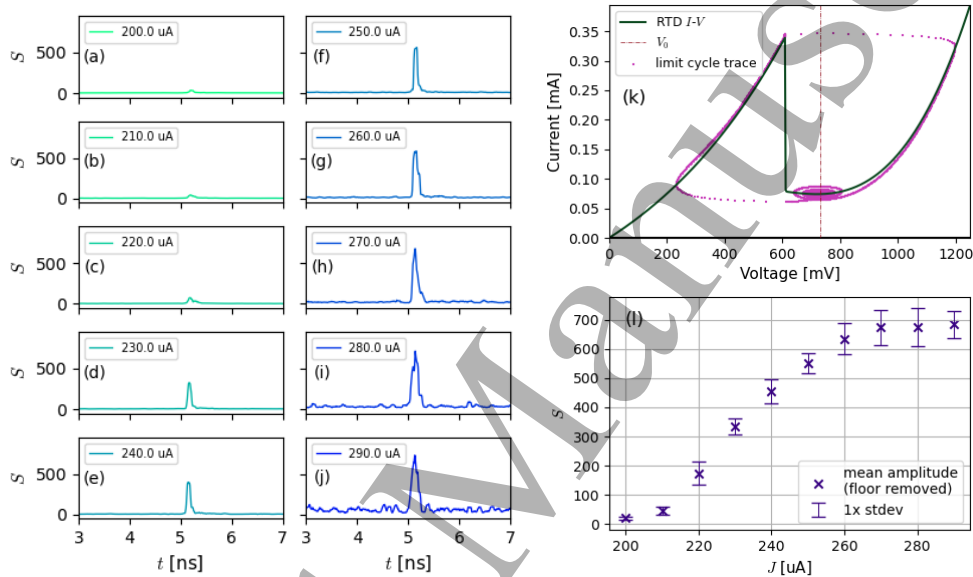 200.0 uA
(a)
S
500
0
210.0 uA
(b)
S
500
0
220.0 uA
(c)
S
500
0
230.0 uA
(d)
S
500
0
240.0 uA
(e)
S
500
0
3 4 5 6 7
t [ns]
250.0 uA
(f)
260.0 uA
(g)
270.0 uA
(h)
280.0 uA
(i)
290.0 uA
(j)
3 4 5 6 7
t [ns]
RTD I-V
V₀
limit cycle trace
(k)
Current [mA]
0.35
0.30
0.25
0.20
0.15
0.10
0.05
0.00
0 200 400 600 800 1000 1200
Voltage [mV]
(l)
S
700
600
500
400
300
200
100
0
mean amplitude
(floor removed)
1x stdev
200 220 240 260 280
J [uA]